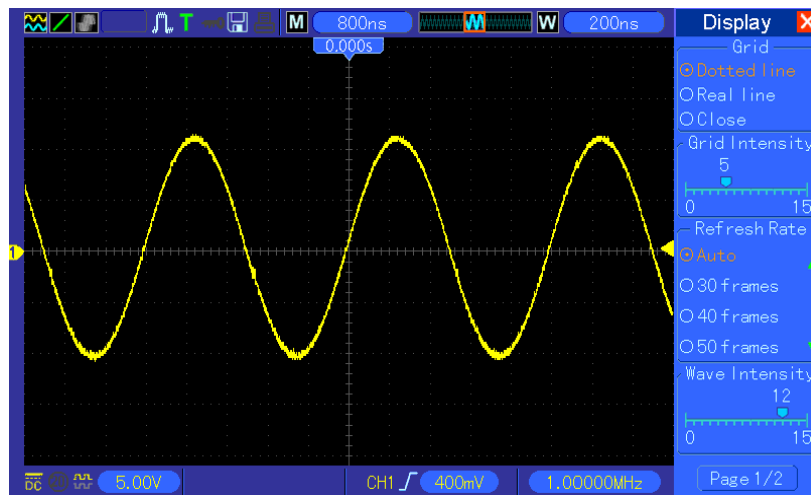 T M 800ns W 200ns Display X
0.000s
Grid
Dotted line
Real line
Close
Grid Intensity
5
0 15
Refresh Rate
1
Auto
30 frames
40 frames
50 frames
Wave Intensity
12
0 15
DC 5.00V CH1 400mV 1.00000MHz Page 1/2